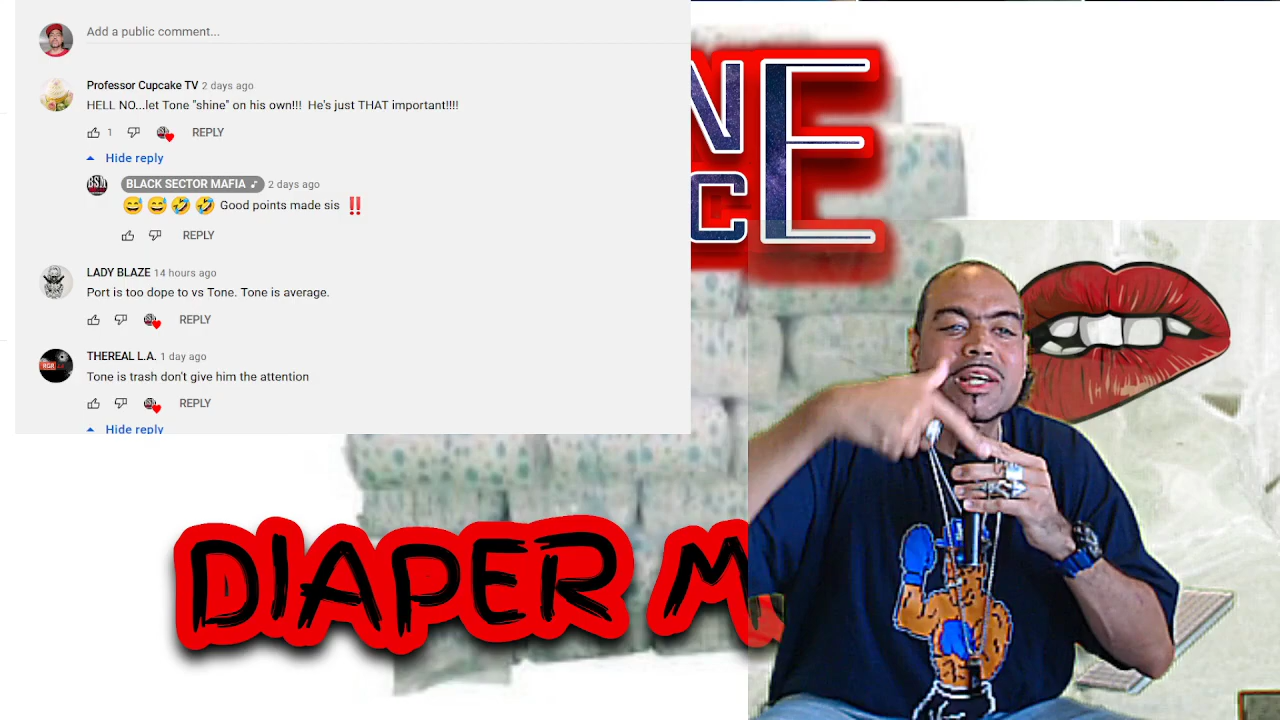 Add a public comment...
Professor Cupcake TV 2 days ago
HELL NO...let Tone "shine" on his own!!! He's just THAT important!!!!
1 REPLY
Hide reply
BLACK SECTOR MAFIA 2 days ago
😅 😅 🤣 🤣 Good points made sis ‼️
REPLY
LADY BLAZE 14 hours ago
Port is too dope to vs Tone. Tone is average.
REPLY
THEREAL L.A. 1 day ago
Tone is trash don't give him the attention
REPLY
Hide reply
NE
C
DIAPER M